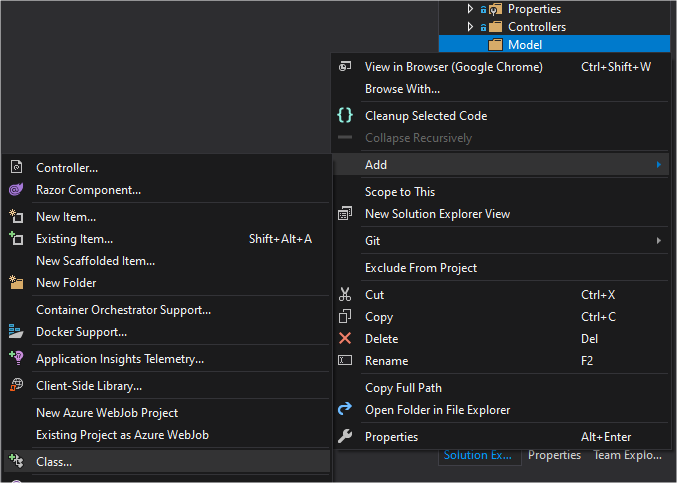 Properties
Controllers
Model
View in Browser (Google Chrome) Ctrl+Shift+W
Browse With...
Cleanup Selected Code
Collapse Recursively
Add
Scope to This
New Solution Explorer View
Git
Exclude From Project
Cut Ctrl+X
Copy Ctrl+C
Delete Del
Rename F2
Copy Full Path
Open Folder in File Explorer
Properties Alt+Enter
Controller...
Razor Component...
New Item...
Existing Item... Shift+Alt+A
New Scaffolded Item...
New Folder
Container Orchestrator Support...
Docker Support...
Application Insights Telemetry...
Client-Side Library...
New Azure WebJob Project
Existing Project as Azure WebJob
Class...
Solution Ex... Properties Team Explo...